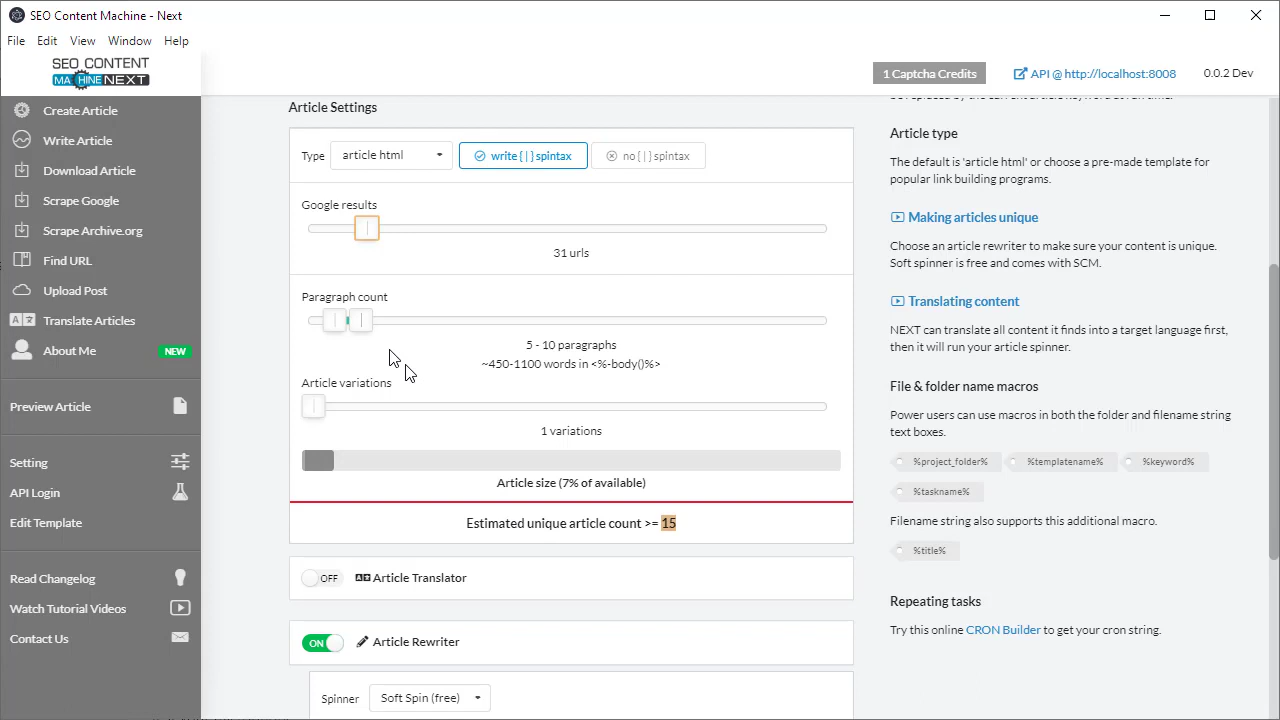 SEO Content Machine - Next
File Edit View Window Help
SEO CONTENT
MACHINE NEXT
1 Captcha Credits
API @ http://localhost:8008
0.0.2 Dev
Create Article
Write Article
Download Article
Scrape Google
Scrape Archive.org
Find URL
Upload Post
Translate Articles
About Me NEW
Preview Article
Setting
API Login
Edit Template
Read Changelog
Watch Tutorial Videos
Contact Us
Article Settings
Type article html write { | } spintax no { | } spintax
Google results
31 urls
Paragraph count
5 - 10 paragraphs
~450-1100 words in <%-body()%>
Article variations
1 variations
Article size (7% of available)
Estimated unique article count >= 15
OFF Article Translator
ON Article Rewriter
Spinner Soft Spin (free)
Article type
The default is 'article html' or choose a pre-made template for
popular link building programs.
Making articles unique
Choose an article rewriter to make sure your content is unique.
Soft spinner is free and comes with SCM.
Translating content
NEXT can translate all content it finds into a target language first,
then it will run your article spinner.
File & folder name macros
Power users can use macros in both the folder and filename string
text boxes.
%project_folder% %templatename% %keyword%
%taskname%
Filename string also supports this additional macro.
%title%
Repeating tasks
Try this online CRON Builder to get your cron string.